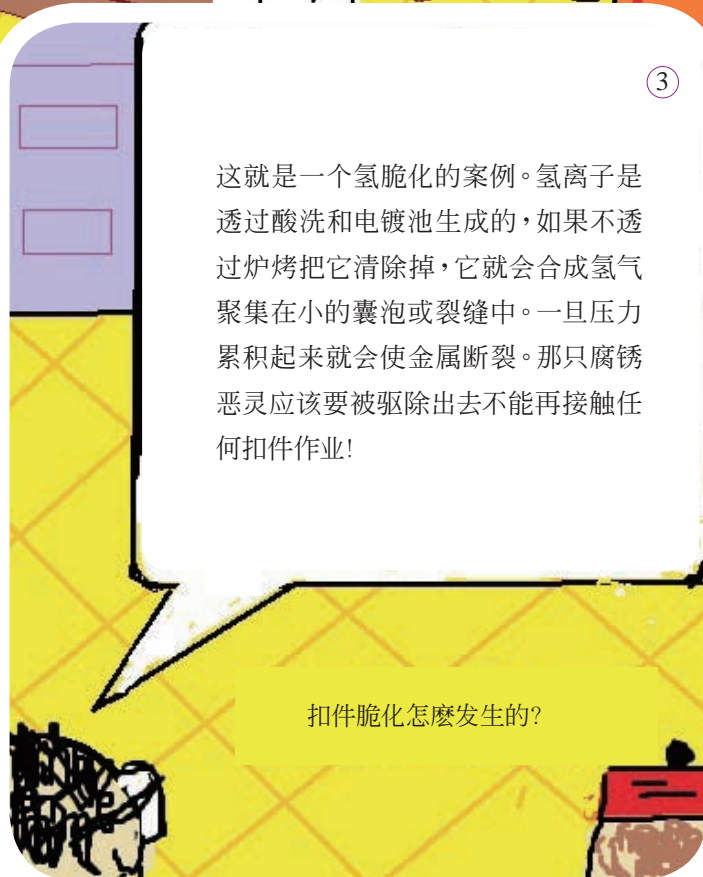 ③
这就是一个氢脆化的案例。氢离子是
透过酸洗和电镀池生成的，如果不透
过炉烤把它清除掉，它就会合成氢气
聚集在小的囊泡或裂缝中。一旦压力
累积起来就会使金属断裂。那只腐锈
恶灵应该要被驱除出去不能再接触任
何扣件作业!
扣件脆化怎麽发生的?